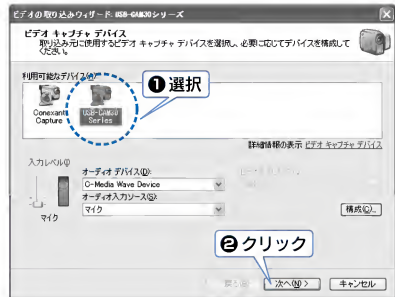 ビデオの取り込みウィザード: USB-CAM30シリーズ
ビデオ キャプチャ デバイス
取り込み元に使用するビデオ キャプチャ デバイスを選択し、必要に応じてデバイスを構成して
ください。
利用可能なデバイス
❶選択
Conexant Capture
USB-CAM30 Series
詳細情報の表示 ビデオ キャプチャ デバイス
入力レベル(I)
オーディオ デバイス(D):
C-Media Wave Device
オーディオ入力ソース(S):
マイク
マイク
構成(C)...
❷クリック
戻る(B)
次へ(N) >
キャンセル